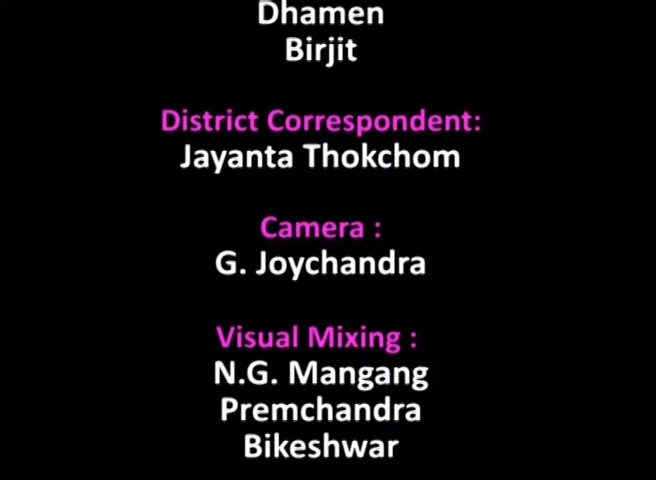 Dhamen
Birjit
District Correspondent:
Jayanta Thokchom
Camera :
G. Joychandra
Visual Mixing :
N.G. Mangang
Premchandra
Bikeshwar